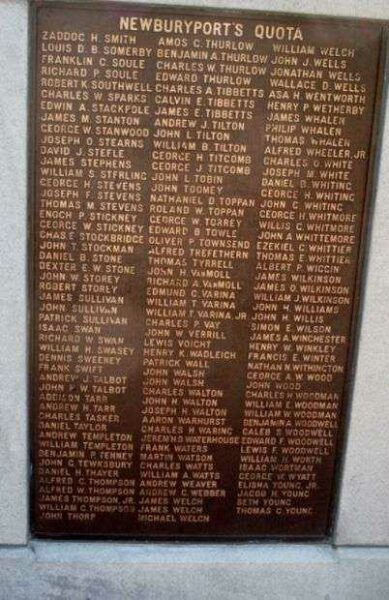 NEWBURYPORT'S QUOTA
ZADDOC H. SMITH
LOUIS D. B. SOMERBY
FRANKLIN C. SOULE
RICHARD P. SOULE
ROBERT K. SOUTHWELL
CHARLES W. SPARKS
EDWIN A. STACKPOLE
JAMES M. STANTON
GEORGE W. STANWOOD
JOSEPH O. STEARNS
DAVID J. STEELE
JAMES STEPHENS
WILLIAM S. STERLING
GEORGE H. STEVENS
JOSEPH F. STEVENS
THOMAS M. STEVENS
ENOCH P. STICKNEY
GEORGE W. STICKNEY
CHAS. F. STOCKBRIDGE
JOHN T. STOCKMAN
DANIEL B. STONE
DEXTER E. W. STONE
JOHN W. STOREY
ROBERT STOREY
JAMES SULLIVAN
JOHN SULLIVAN
PATRICK SULLIVAN
ISAAC SWAN
RICHARD W. SWAN
WILLIAM H. SWASEY
DENNIS SWEENEY
FRANK SWIFT
ANDREW J. TALBOT
JOHN P. W. TALBOT
ADDISON TARR
ANDREW H. TARR
CHARLES TASKER
DANIEL TAYLOR
ANDREW TEMPLETON
WILLIAM TEMPLETON
BENJAMIN P. TENNEY
JOHN C. TEWKSBURY
DANIEL H. THAYER
ALFRED C. THOMPSON
ALFRED W. THOMPSON
JAMES THOMPSON, JR.
WILLIAM C. THOMPSON
JOHN THORP
AMOS C. THURLOW
BENJAMIN A. THURLOW
CHARLES W. THURLOW
EDWARD THURLOW
CHARLES A. TIBBETTS
CALVIN E. TIBBETTS
JAMES E. TIBBETTS
ANDREW J. TILTON
JOHN L. TILTON
WILLIAM B. TILTON
GEORGE H. TITCOMB
GEORGE J. TITCOMB
JOHN L. TOBIN
JOHN TOOMEY
NATHANIEL D. TOPPAN
ROLAND W. TOPPAN
GEORGE W. TORREY
EDWARD B. TOWLE
OLIVER P. TOWNSEND
ALFRED TREFETHERN
THOMAS TYRRELL
JOHN H. VANMOLL
RICHARD A. VANMOLL
EDMUND C. VARINA
WILLIAM T. VARINA
WILLIAM T. VARINA, JR.
CHARLES P. VAY
JOHN W. VERRILL
LEWIS VOICHT
HENRY K. WADLEIGH
PATRICK WALL
JOHN WALSH
JOHN WALSH
CHARLES WALTON
JOHN H. WALTON
JOSEPH H. WALTON
AARON WARHURST
CHARLES H. WARING
JEREMH D. WATERHOUSE
FRANK WATERS
MARTIN WATSON
CHARLES WATTS
WILLIAM A. WATTS
ANDREW WEAVER
ANDREW C. WEBBER
JAMES WELCH
JAMES WELCH
MICHAEL WELCH
WILLIAM WELCH
JOHN J. WELLS
JONATHAN WELLS
WALLACE D. WELLS
ASA H. WENTWORTH
HENRY P. WETHERBY
JAMES WHALEN
PHILIP WHALEN
THOMAS WHALEN
ALFRED WHEELER, JR.
CHARLES O. WHITE
JOSEPH M. WHITE
DANIEL B. WHITING
GEORGE H. WHITING
JOHN C. WHITING
GEORGE H. WHITMORE
WILLIS C. WHITMORE
JOHN A. WHITTEMORE
EZEKIEL C. WHITTIER
THOMAS E. WHITTIER
ALBERT P. WIGGIN
JAMES WILKINSON
JAMES O. WILKINSON
WILLIAM J. WILKINSON
JOHN H. WILLIAMS
JOHN H. WILLIS
SIMON E. WILSON
JAMES A. WINCHESTER
HENRY W. WINKLEY
FRANCIS E. WINTER
NATHAN N. WITHINGTON
GEORGE A. W. WOOD
JOHN WOOD
CHARLES H. WOODMAN
WILLIAM E. WOODMAN
WILLIAM W. WOODMAN
BENJAMIN A. WOODWELL
CALEB S. WOODWELL
EDWARD F. WOODWELL
LEWIS F. WOODWELL
WILLIAM H. WORTH
ISAAC WOREMAN
GEORGE W. WYATT
ELISHA YOUNG, JR.
JACOB H. YOUNG
SETH YOUNG
THOMAS C. YOUNG